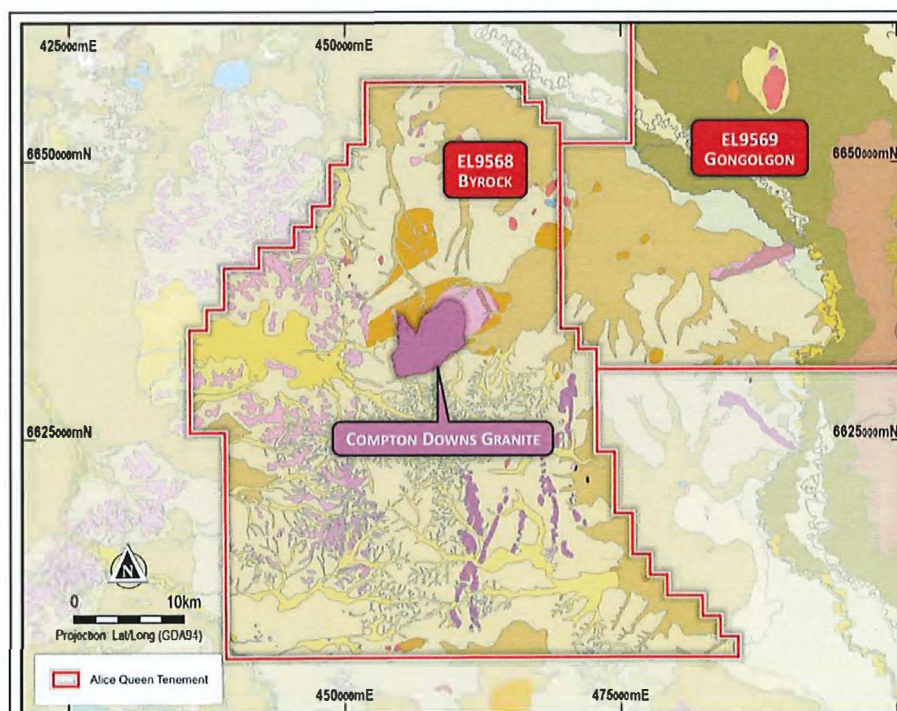 425000mE
450000mE
6650000mN
EL9568
BYROCK
EL9569
GONGOLGON
6650000mN
COMPTON DOWNS GRANITE
6625000mN
6625000mN
N
0 10km
Projection: Lat/Long (GDA94)
Alice Queen Tenement
450000mE
475000mE